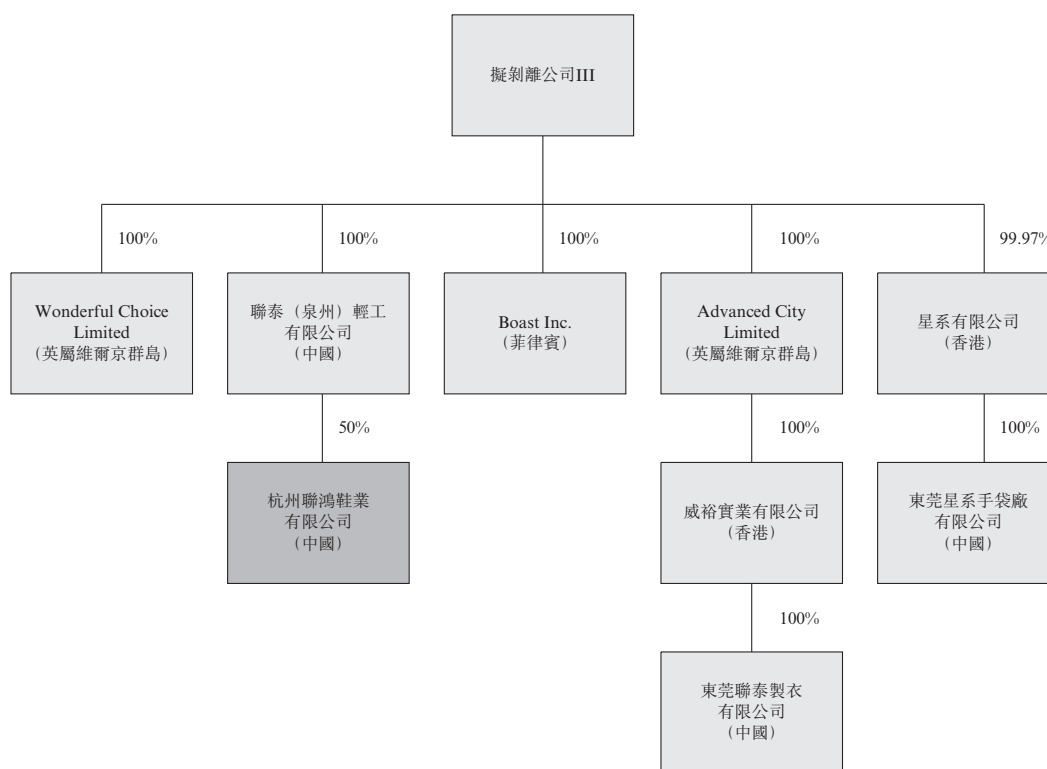 擬剝離公司III
100%
100%
100%
100%
99.97%
Wonderful Choice
Limited
（英屬維爾京群島）
聯泰（泉州）輕工
有限公司
（中國）
Boast Inc.
（菲律賓）
Advanced City
Limited
（英屬維爾京群島）
星系有限公司
（香港）
50%
100%
100%
杭州聯鴻鞋業
有限公司
（中國）
威裕實業有限公司
（香港）
東莞星系手袋廠
有限公司
（中國）
100%
東莞聯泰製衣
有限公司
（中國）